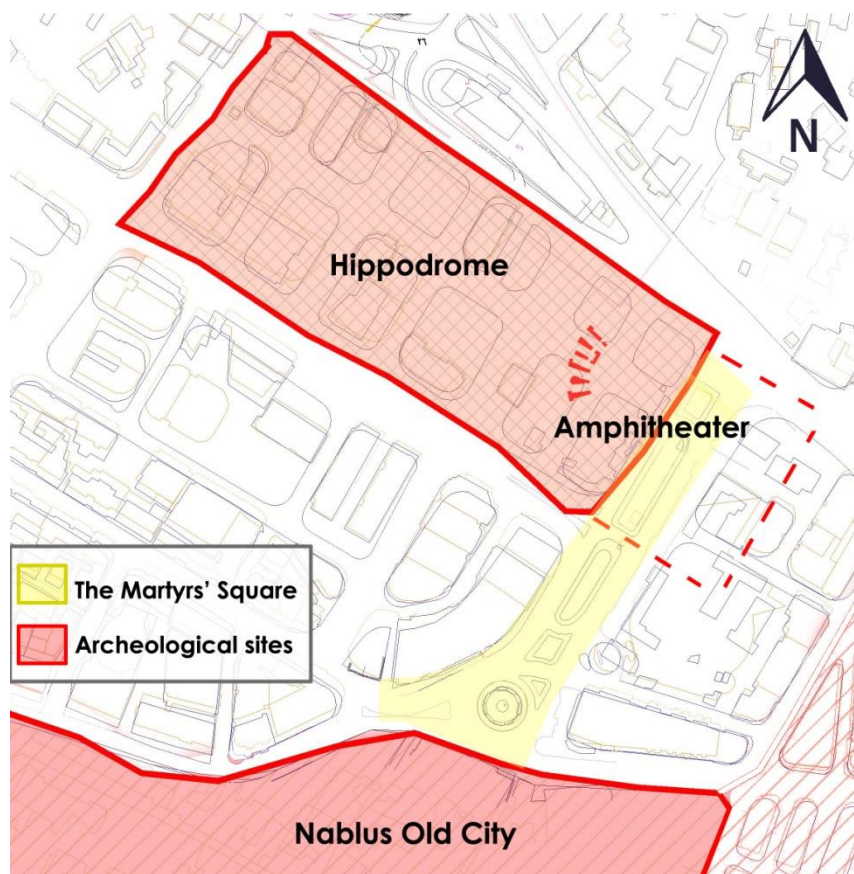 N
Hippodrome
Amphitheater
The Martyrs' Square
Archeological sites
Nablus Old City